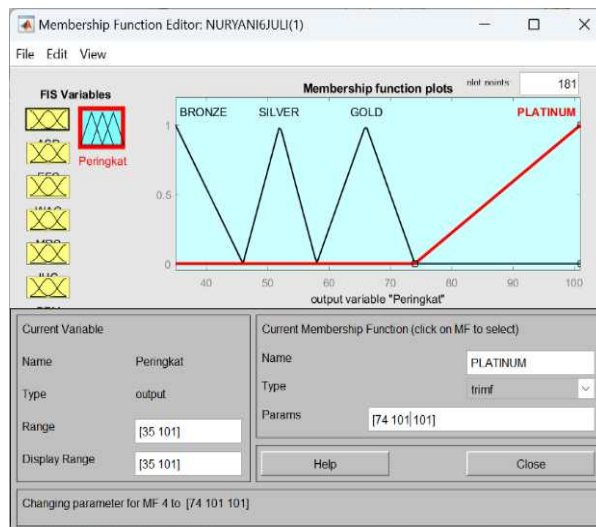 Membership Function Editor: NURYANI6JULI(1)
File Edit View
FIS Variables
Peringkat
Membership function plots
plot points:
181
BRONZE SILVER GOLD PLATINUM
1
0.5
0
40 50 60 70 80 90 100
output variable "Peringkat"
Current Variable
Name Peringkat
Type output
Range [35 101]
Display Range [35 101]
Current Membership Function (click on MF to select)
Name PLATINUM
Type trimf
Params [74 101 101]
Help Close
Changing parameter for MF 4 to [74 101 101]